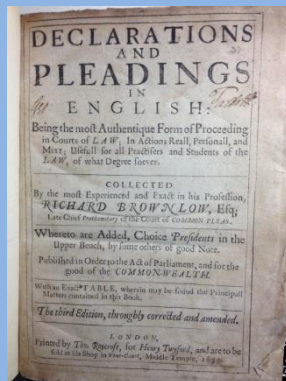 DECLARATIONS
AND
PLEADINGS
IN
ENGLISH:
Being the most Authentique Form of Proceeding
in Courts of LAW; In Actions Reall, Personall, and
Mixt; Usefull for all Practisers and Students of the
LAW, of what Degree soever.
COLLECTED
By the most Experienced and Exact in his Profession,
RICHARD BROWNLOW, Esq;
Late Chief Prothonotary of the Court of COMMON PLEAS.
Whereto are Added, Choice Presidents in the
Upper Bench, by some others of good Note.
Published in Order to the Act of Parliament, and for the
good of the COMMON-WEALTH.
With an Exact TABLE, wherein may be found the Principall
Matters contained in this Book.
The third Edition, throughly corrected and amended.
LONDON,
Printed by Tho. Roycroft, for Henry Twyford, and are to be
sold at his Shop in Vine-Court, Middle Temple,